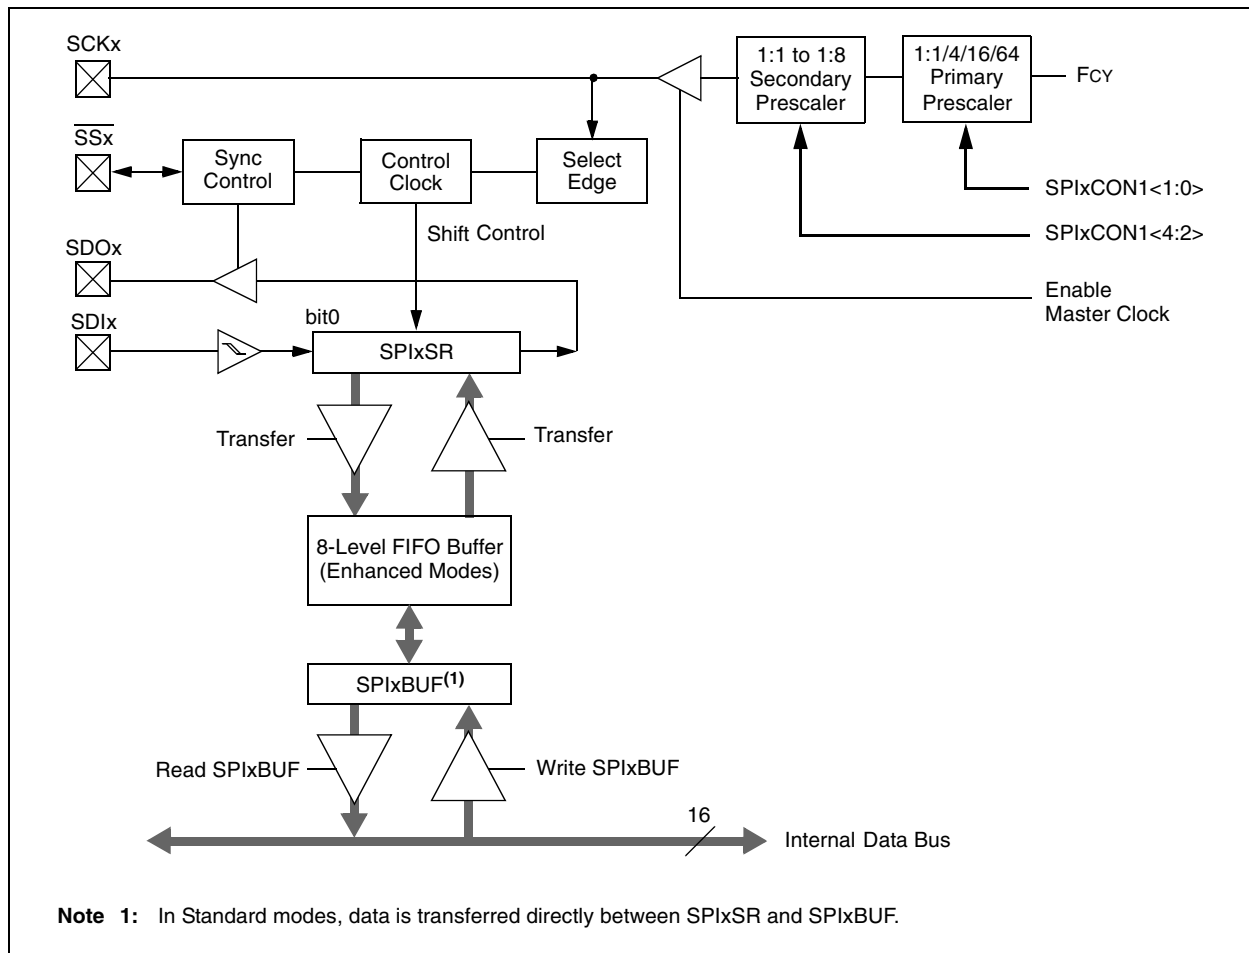 SCKx
1:1 to 1:8
Secondary
Prescaler
1:1/4/16/64
Primary
Prescaler
FCY
SSx
Sync
Control
Control
Clock
Select
Edge
SPIxCON1<1:0>
SPIxCON1<4:2>
Shift Control
SDOx
Enable
Master Clock
SDIx
bit0
SPIxSR
Transfer
Transfer
8-Level FIFO Buffer
(Enhanced Modes)
SPIxBUF(1)
Read SPIxBUF
Write SPIxBUF
16
Internal Data Bus
Note 1: In Standard modes, data is transferred directly between SPIxSR and SPIxBUF.